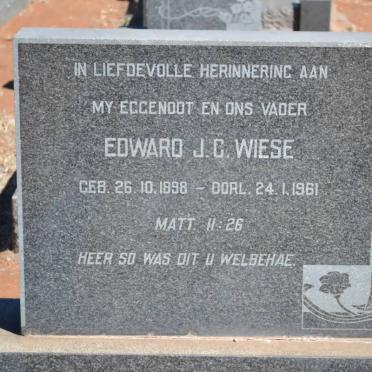 IN LIEFDEVOLLE HERINNERING AAN
MY EGGENOOT EN ONS VADER
EDWARD J.C. WIESE
GEB. 26.10.1898 - OORL. 24.1.1961
MATT. 11:26
HEER SO WAS DIT U WELBEHAE.